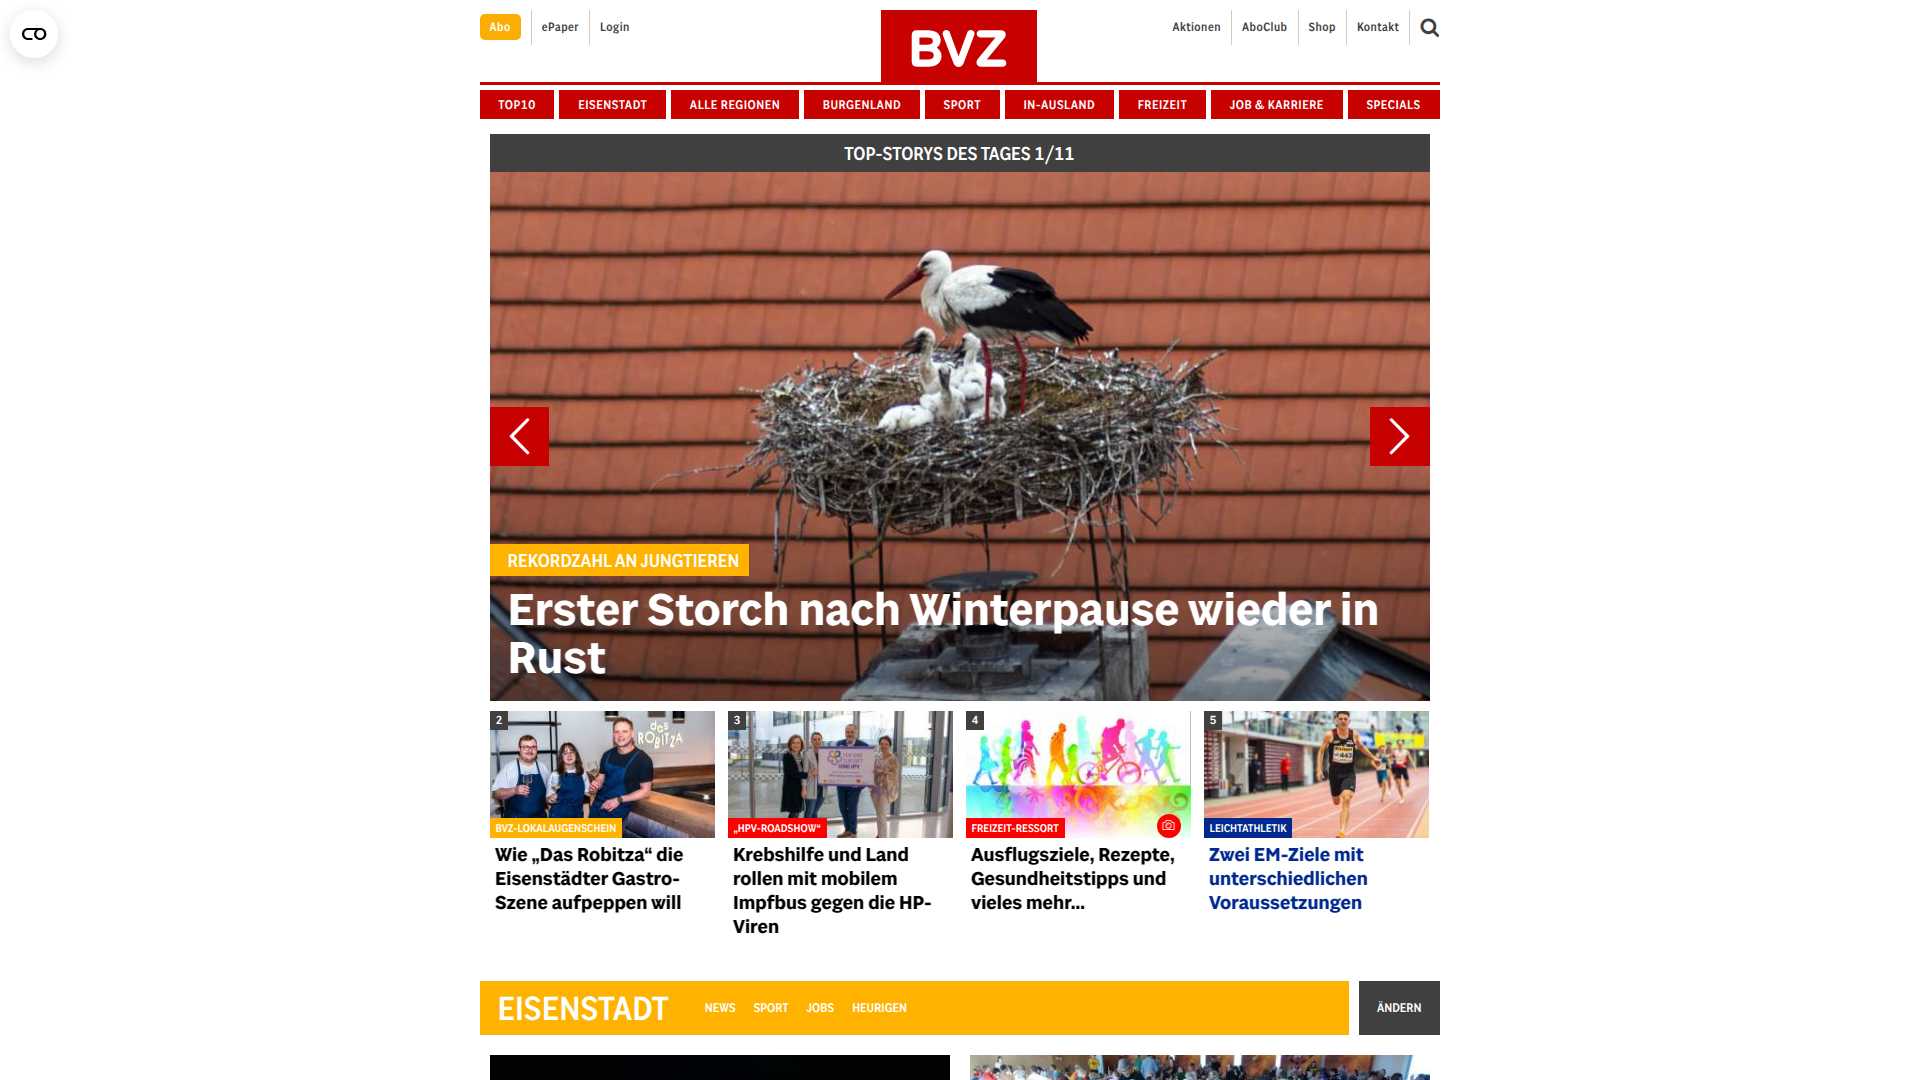 Abo
ePaper
Login
BVZ
Aktionen
AboClub
Shop
Kontakt
TOP10
EISENSTADT
ALLE REGIONEN
BURGENLAND
SPORT
IN-AUSLAND
FREIZEIT
JOB & KARRIERE
SPECIALS
TOP-STORYS DES TAGES 1/11
REKORDZAHL AN JUNGTIEREN
Erster Storch nach Winterpause wieder in
Rust
2
das
ROBITZA
BVZ-LOKALAUGENSCHEIN
Wie „Das Robitza“ die
Eisenstädter Gastro-
Szene aufpeppen will
3
„HPV-ROADSHOW“
Krebshilfe und Land
rollen mit mobilem
Impfbus gegen die HP-
Viren
4
FREIZEIT-RESSORT
Ausflugsziele, Rezepte,
Gesundheitstipps und
vieles mehr...
5
LEICHTATHLETIK
Zwei EM-Ziele mit
unterschiedlichen
Voraussetzungen
EISENSTADT
NEWS
SPORT
JOBS
HEURIGEN
ÄNDERN